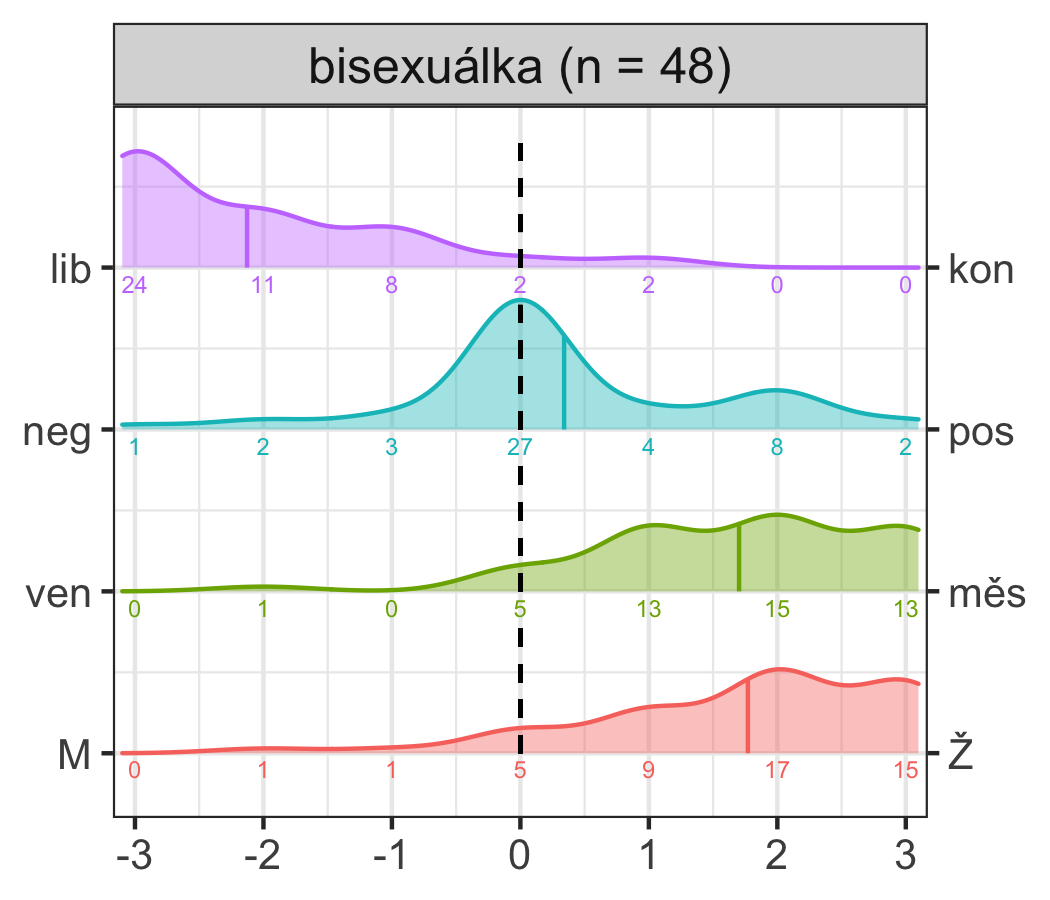 bisexuálka (n = 48)
lib kon
24 11 8 2 2 0 0
neg pos
1 2 3 27 4 8 2
ven měs
0 1 0 5 13 15 13
M Ž
0 1 1 5 9 17 15
-3 -2 -1 0 1 2 3